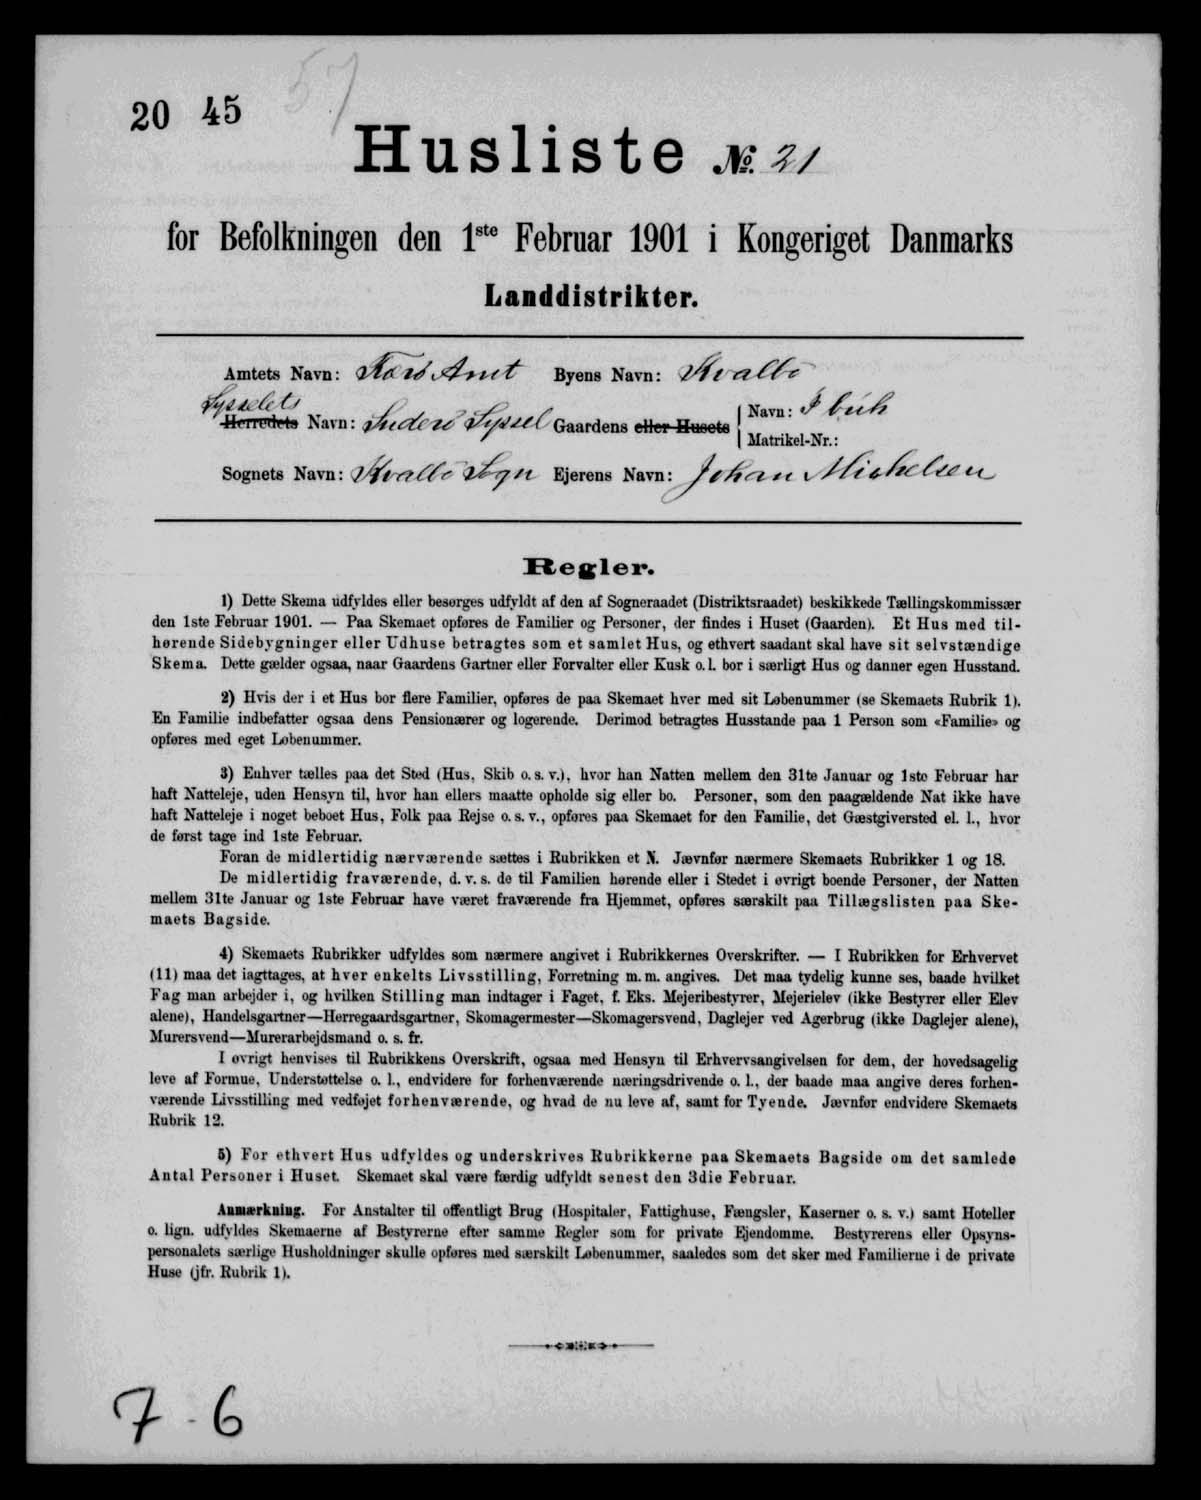 57
20 45
Husliste № 21
for Befolkningen den 1ste Februar 1901 i Kongeriget Danmarks
Landdistrikter.
Amtets Navn: Færø Amt Byens Navn: Kvalbø
Sysselets
Herredets Navn: Suderø Syssel Gaardens eller Husets Navn: I búh
Matrikel-Nr.:
Sognets Navn: Kvalbø Sogn Ejerens Navn: Johan Michelsen
Regler.
1) Dette Skema udfyldes eller besørges udfyldt af den af Sogneraadet (Distriktsraadet) beskikkede Tællingskommissær
den 1ste Februar 1901. — Paa Skemaet opføres de Familier og Personer, der findes i Huset (Gaarden). Et Hus med til-
hørende Sidebygninger eller Udhuse betragtes som et samlet Hus, og ethvert saadant skal have sit selvstændige
Skema. Dette gælder ogsaa, naar Gaardens Gartner eller Forvalter eller Kusk o. l. bor i særligt Hus og danner egen Husstand.
2) Hvis der i et Hus bor flere Familier, opføres de paa Skemaet hver med sit Løbenummer (se Skemaets Rubrik 1).
En Familie indbefatter ogsaa dens Pensionærer og logerende. Derimod betragtes Husstande paa 1 Person som «Familie» og
opføres med eget Løbenummer.
3) Enhver tælles paa det Sted (Hus, Skib o. s. v.), hvor han Natten mellem den 31te Januar og 1ste Februar har
haft Natteleje, uden Hensyn til, hvor han ellers maatte opholde sig eller bo. Personer, som den paagældende Nat ikke have
haft Natteleje i noget beboet Hus, Folk paa Rejse o. s. v., opføres paa Skemaet for den Familie, det Gæstgiversted el. l., hvor
de først tage ind 1ste Februar.
Foran de midlertidig nærværende sættes i Rubrikken et N. Jævnfør nærmere Skemaets Rubrikker 1 og 18.
De midlertidig fraværende, d. v. s. de til Familien hørende eller i Stedet i øvrigt boende Personer, der Natten
mellem 31te Januar og 1ste Februar have været fraværende fra Hjemmet, opføres særskilt paa Tillægslisten paa Ske-
maets Bagside.
4) Skemaets Rubrikker udfyldes som nærmere angivet i Rubrikkernes Overskrifter. — I Rubrikken for Erhvervet
(11) maa det iagttages, at hver enkelts Livsstilling, Forretning m. m. angives. Det maa tydelig kunne ses, baade hvilket
Fag man arbejder i, og hvilken Stilling man indtager i Faget, f. Eks. Mejeribestyrer, Mejerielev (ikke Bestyrer eller Elev
alene), Handelsgartner—Herregaardsgartner, Skomagermester—Skomagersvend, Daglejer ved Agerbrug (ikke Daglejer alene),
Murersvend—Murerarbejdsmand o. s. fr.
I øvrigt henvises til Rubrikkens Overskrift, ogsaa med Hensyn til Erhvervsangivelsen for dem, der hovedsagelig
leve af Formue, Understøttelse o. l., endvidere for forhenværende næringsdrivende o. l., der baade maa angive deres forhen-
værende Livsstilling med vedføjet forhenværende, og hvad de nu leve af, samt for Tyende. Jævnfør endvidere Skemaets
Rubrik 12.
5) For ethvert Hus udfyldes og underskrives Rubrikkerne paa Skemaets Bagside om det samlede
Antal Personer i Huset. Skemaet skal være færdig udfyldt senest den 3die Februar.
Anmærkning. For Anstalter til offentligt Brug (Hospitaler, Fattighuse, Fængsler, Kaserner o. s. v.) samt Hoteller
o. lign. udfyldes Skemaerne af Bestyrerne efter samme Regler som for private Ejendomme. Bestyrerens eller Opsyns-
personalets særlige Husholdninger skulle opføres med særskilt Løbenummer, saaledes som det sker med Familierne i de private
Huse (jfr. Rubrik 1).
7 - 6